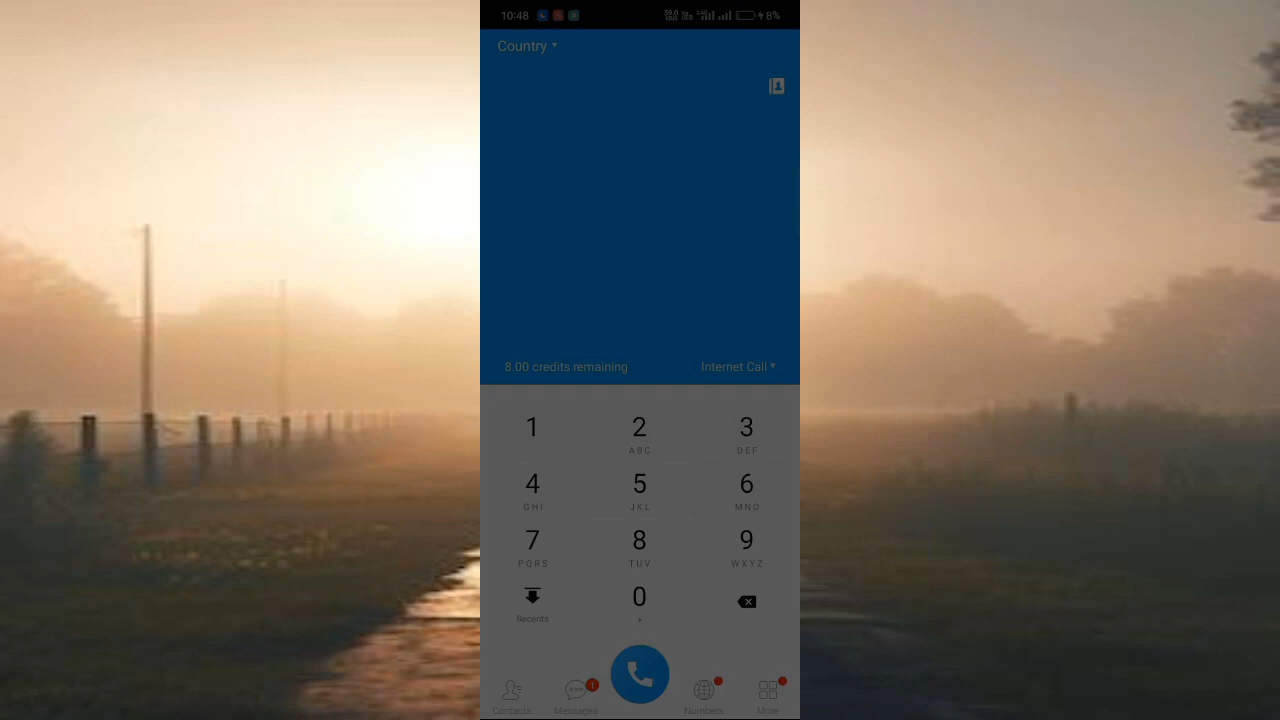 10:48
8%
Country
8.00 credits remaining
Internet Call
1 2 3
ABC DEF
4 5 6
GHI JKL MNO
7 8 9
PQRS TUV WXYZ
0
Recents
Contacts Messages Numbers More